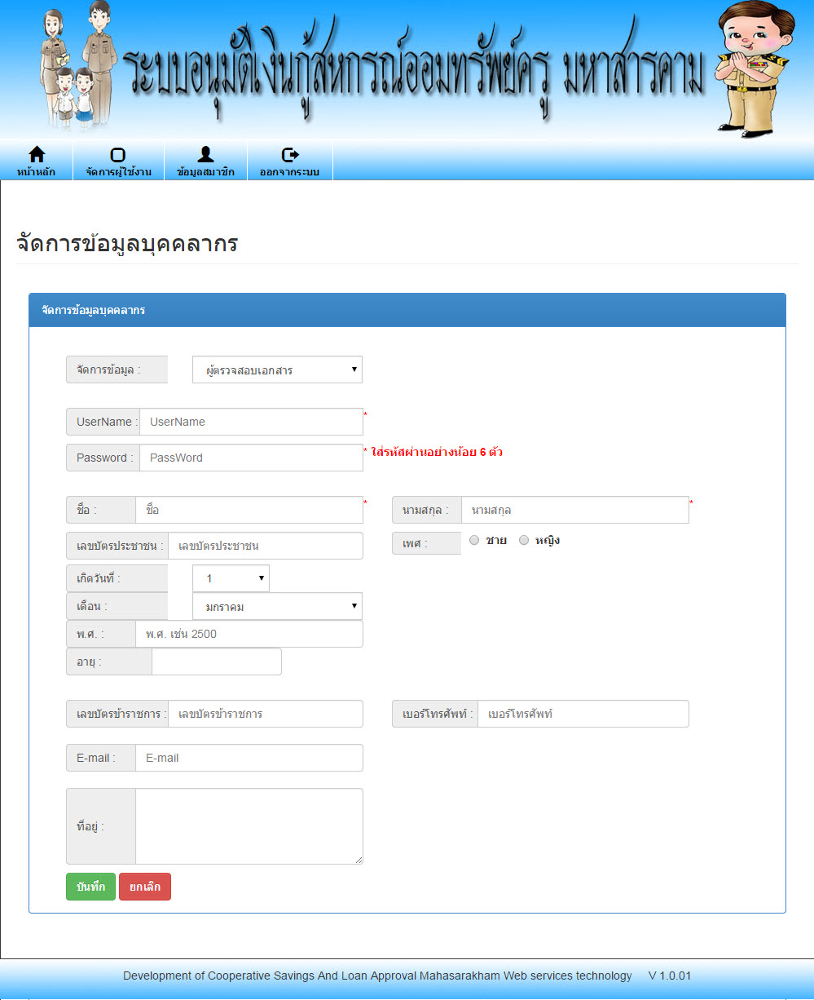 ระบบอนุมัติเงินกู้สหกรณ์ออมทรัพย์ครู มหาสารคาม
หน้าหลัก จัดการผู้ใช้งาน ข้อมูลสมาชิก ออกจากระบบ
จัดการข้อมูลบุคคลากร
จัดการข้อมูลบุคคลากร
จัดการข้อมูล : ผู้ตรวจสอบเอกสาร
UserName : UserName *
Password : PassWord * ใส่รหัสผ่านอย่างน้อย 6 ตัว
ชื่อ : ชื่อ * นามสกุล : นามสกุล *
เลขบัตรประชาชน : เลขบัตรประชาชน เพศ : ชาย หญิง
เกิดวันที่ : 1
เดือน : มกราคม
พ.ศ. : พ.ศ. เช่น 2500
อายุ :
เลขบัตรข้าราชการ : เลขบัตรข้าราชการ เบอร์โทรศัพท์ : เบอร์โทรศัพท์
E-mail : E-mail
ที่อยู่ :
บันทึก ยกเลิก
Development of Cooperative Savings And Loan Approval Mahasarakham Web services technology V 1.0.01